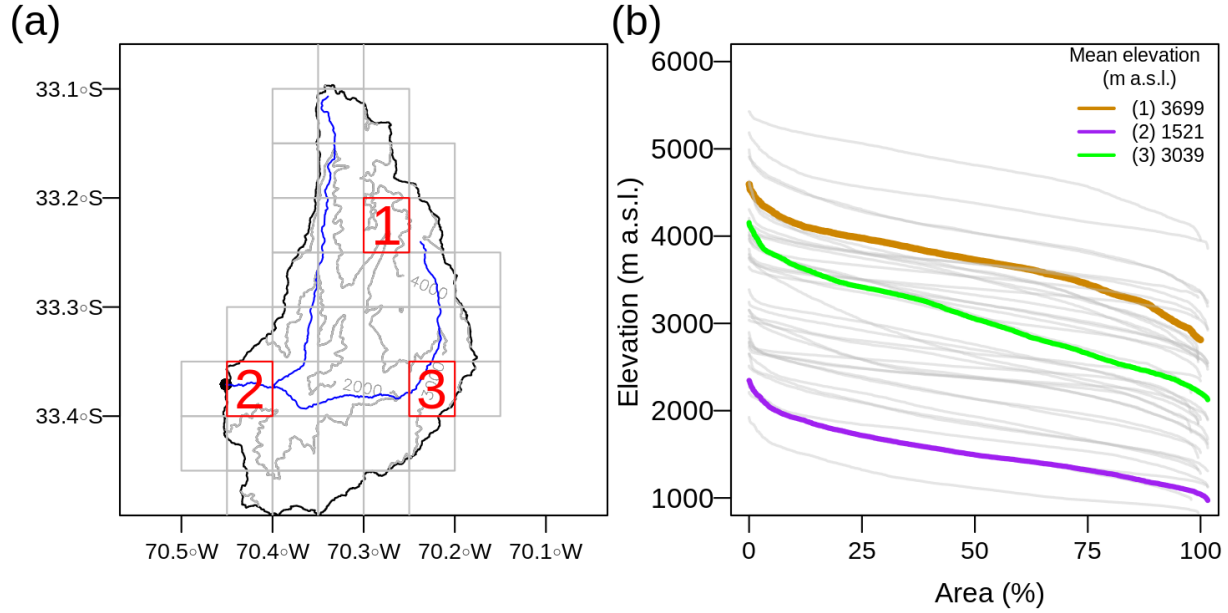 (a)
33.1°S
33.2°S
33.3°S
33.4°S
70.5°W 70.4°W 70.3°W 70.2°W 70.1°W
1
2
3
4000
2000
3000
(b)
Elevation (m a.s.l.)
6000
5000
4000
3000
2000
1000
Mean elevation
(m a.s.l.)
(1) 3699
(2) 1521
(3) 3039
0 25 50 75 100
Area (%)